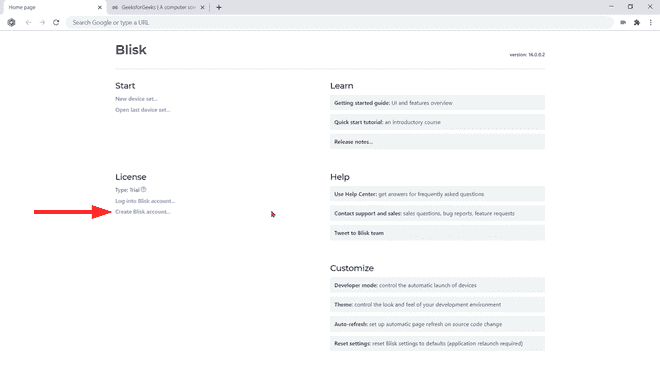 Home page
GeeksforGeeks | A computer scie
Search Google or type a URL
Blisk
version: 16.0.0.2
Start
New device set...
Open last device set...
Learn
Getting started guide: UI and features overview
Quick start tutorial: an introductory course
Release notes...
License
Type: Trial
Log into Blisk account...
Create Blisk account...
Help
Use Help Center: get answers for frequently asked questions
Contact support and sales: sales questions, bug reports, feature requests
Tweet to Blisk team
Customize
Developer mode: control the automatic launch of devices
Theme: control the look and feel of your development environment
Auto-refresh: set up automatic page refresh on source code change
Reset settings: reset Blisk settings to defaults (application relaunch required)